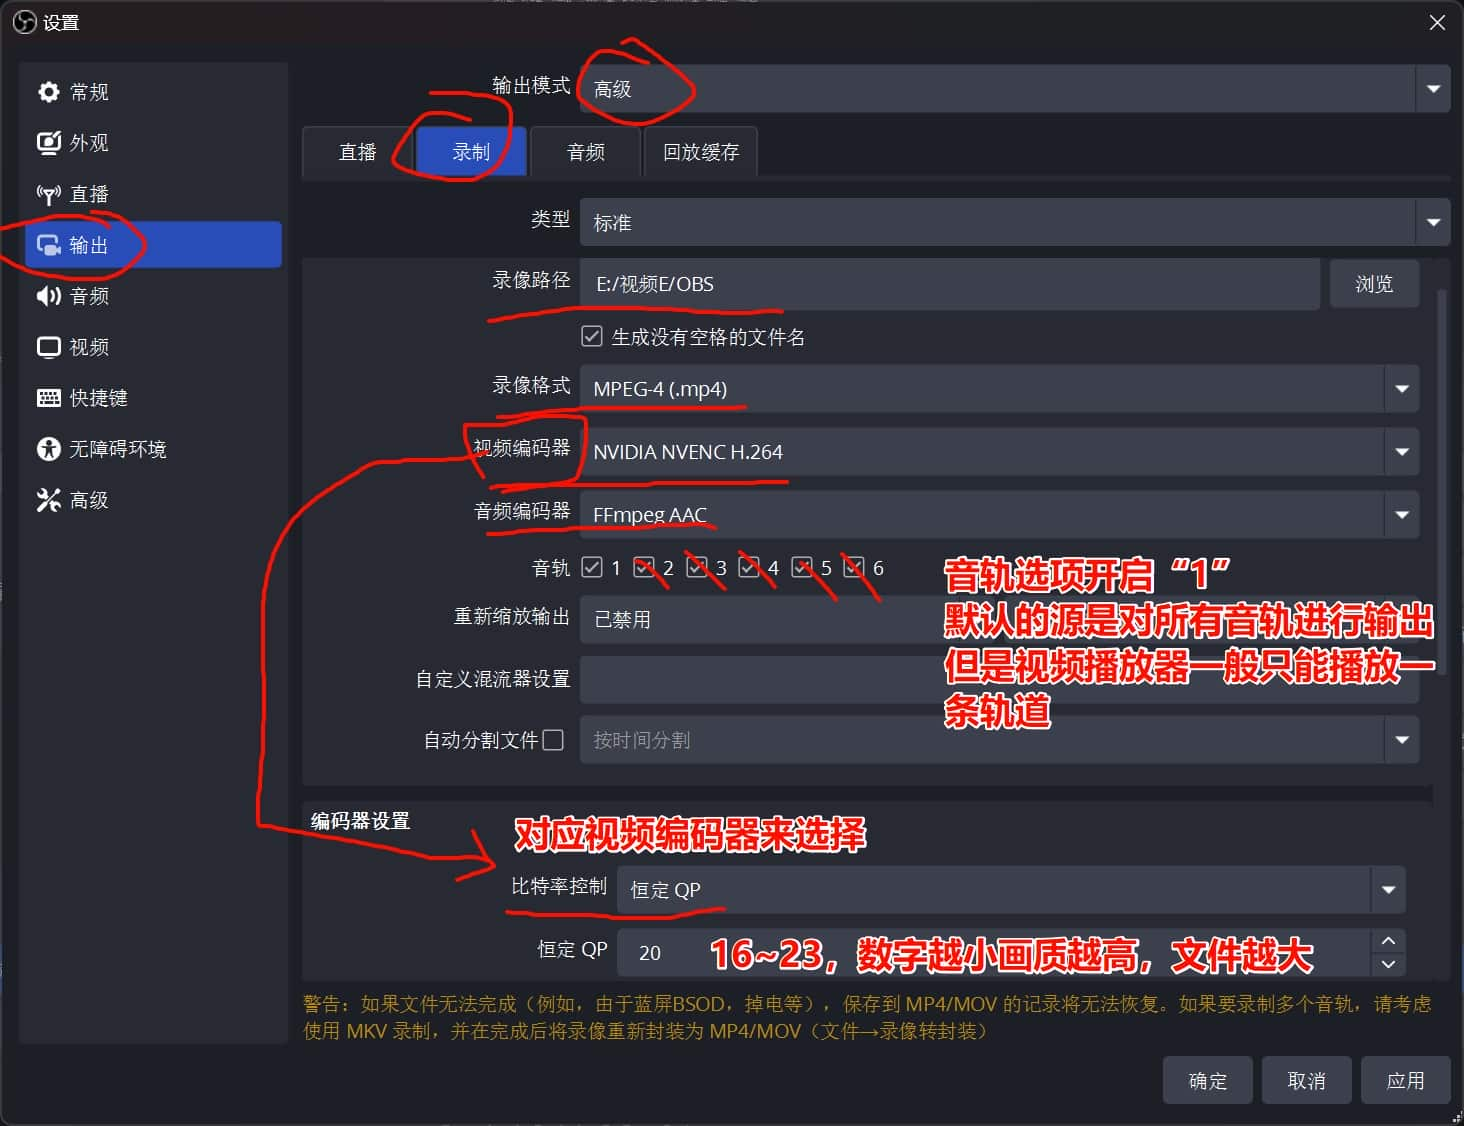 设置
常规
外观
直播
输出
音频
视频
快捷键
无障碍环境
高级
输出模式 高级
直播 录制 音频 回放缓存
类型 标准
录像路径 E:/视频E/OBS 浏览
生成没有空格的文件名
录像格式 MPEG-4 (.mp4)
视频编码器 NVIDIA NVENC H.264
音频编码器 FFmpeg AAC
音轨 1 2 3 4 5 6
重新缩放输出 已禁用
自定义混流器设置
自动分割文件 按时间分割
音轨选项开启“1”
默认的源是对所有音轨进行输出
但是视频播放器一般只能播放一
条轨道
编码器设置
对应视频编码器来选择
比特率控制 恒定 QP
恒定 QP 20
16~23，数字越小画质越高，文件越大
警告：如果文件无法完成（例如，由于蓝屏BSOD，掉电等），保存到 MP4/MOV 的记录将无法恢复。如果要录制多个音轨，请考虑
使用 MKV 录制，并在完成后将录像重新封装为 MP4/MOV（文件→录像转封装）
确定 取消 应用